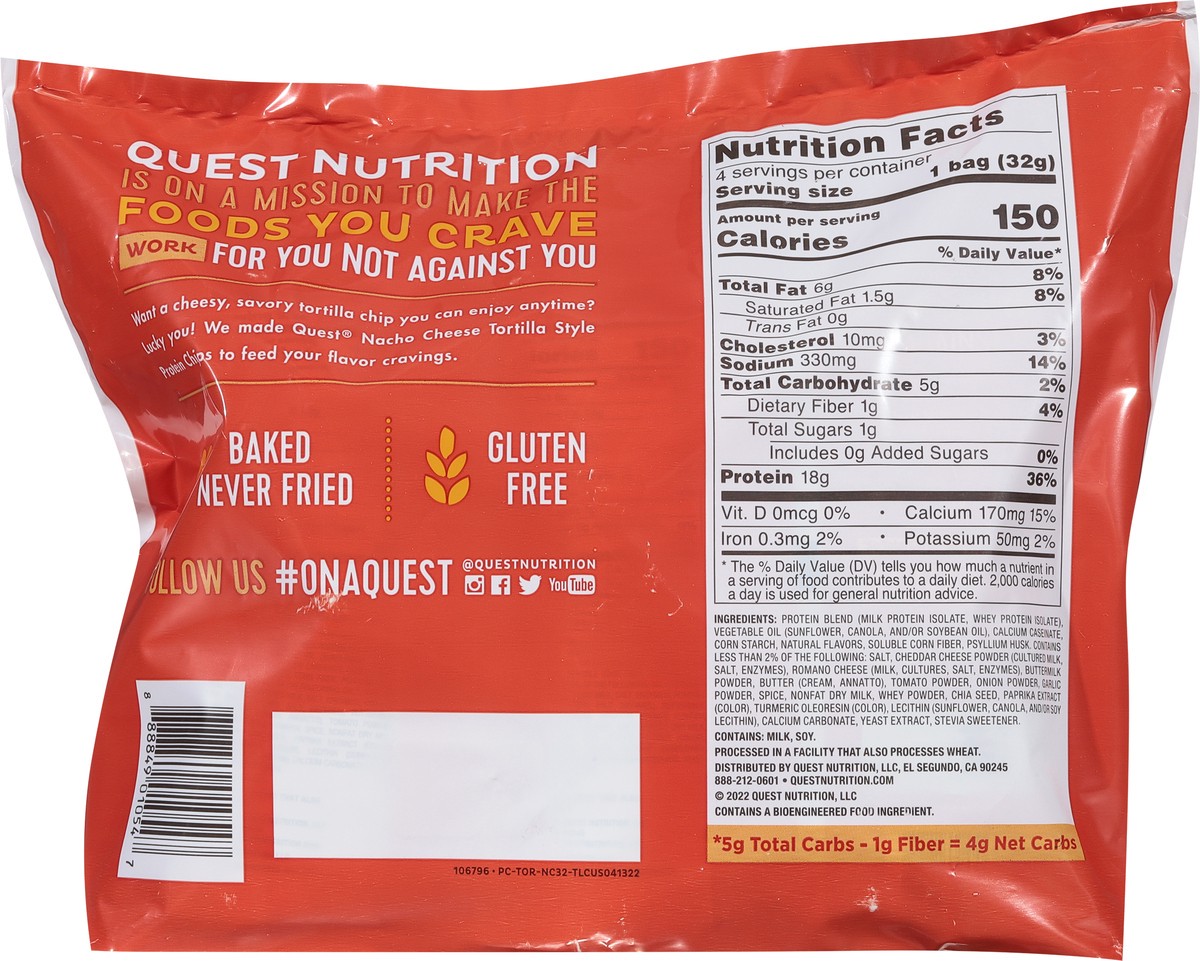 QUEST NUTRITION
IS ON A MISSION TO MAKE THE
FOODS YOU CRAVE
WORK FOR YOU NOT AGAINST YOU
Want a cheesy, savory tortilla chip you can enjoy anytime?
Lucky you! We made Quest® Nacho Cheese Tortilla Style
Protein Chips to feed your flavor cravings.
BAKED
NEVER FRIED
GLUTEN
FREE
OLLOW US #ONAQUEST @QUESTNUTRITION
YouTube
8 88849 01054 7
106796 · PC-TOR-NC32-TLCUS041322
Nutrition Facts
4 servings per container
Serving size 1 bag (32g)
Amount per serving
Calories 150
% Daily Value*
Total Fat 6g 8%
Saturated Fat 1.5g 8%
Trans Fat 0g
Cholesterol 10mg 3%
Sodium 330mg 14%
Total Carbohydrate 5g 2%
Dietary Fiber 1g 4%
Total Sugars 1g
Includes 0g Added Sugars 0%
Protein 18g 36%
Vit. D 0mcg 0% • Calcium 170mg 15%
Iron 0.3mg 2% • Potassium 50mg 2%
* The % Daily Value (DV) tells you how much a nutrient in
a serving of food contributes to a daily diet. 2,000 calories
a day is used for general nutrition advice.
INGREDIENTS: PROTEIN BLEND (MILK PROTEIN ISOLATE, WHEY PROTEIN ISOLATE),
VEGETABLE OIL (SUNFLOWER, CANOLA, AND/OR SOYBEAN OIL), CALCIUM CASEINATE,
CORN STARCH, NATURAL FLAVORS, SOLUBLE CORN FIBER, PSYLLIUM HUSK. CONTAINS
LESS THAN 2% OF THE FOLLOWING: SALT, CHEDDAR CHEESE POWDER (CULTURED MILK,
SALT, ENZYMES), ROMANO CHEESE (MILK, CULTURES, SALT, ENZYMES), BUTTERMILK
POWDER, BUTTER (CREAM, ANNATTO), TOMATO POWDER, ONION POWDER, GARLIC
POWDER, SPICE, NONFAT DRY MILK, WHEY POWDER, CHIA SEED, PAPRIKA EXTRACT
(COLOR), TURMERIC OLEORESIN (COLOR), LECITHIN (SUNFLOWER, CANOLA, AND/OR SOY
LECITHIN), CALCIUM CARBONATE, YEAST EXTRACT, STEVIA SWEETENER.
CONTAINS: MILK, SOY.
PROCESSED IN A FACILITY THAT ALSO PROCESSES WHEAT.
DISTRIBUTED BY QUEST NUTRITION, LLC, EL SEGUNDO, CA 90245
888-212-0601 • QUESTNUTRITION.COM
© 2022 QUEST NUTRITION, LLC
CONTAINS A BIOENGINEERED FOOD INGREDIENT.
*5g Total Carbs - 1g Fiber = 4g Net Carbs